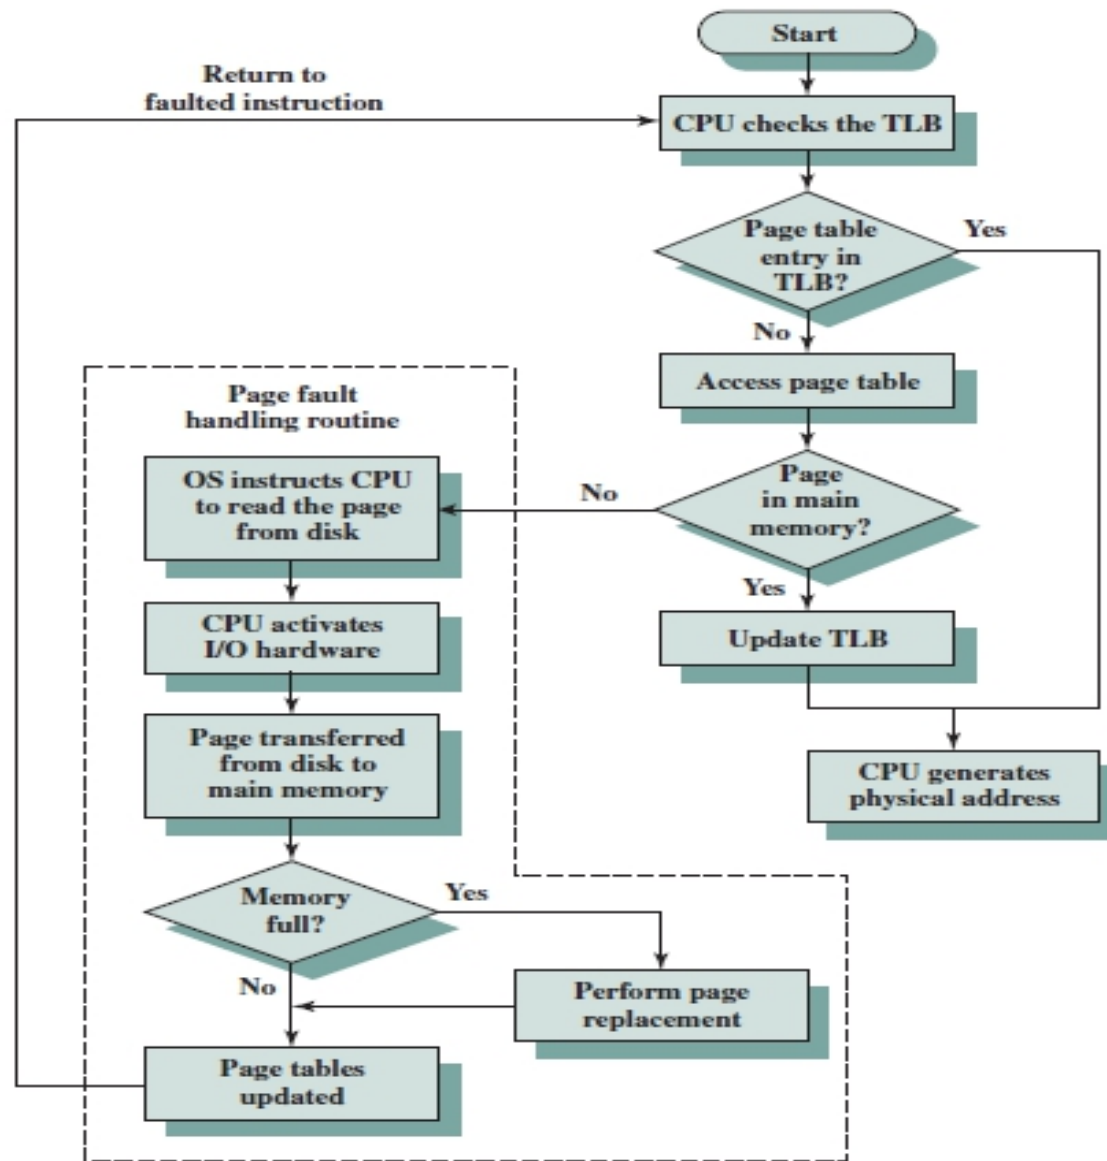 Start
Return to
faulted instruction
CPU checks the TLB
Page table
entry in
TLB?
Yes
No
Access page table
Page fault
handling routine
Page
in main
memory?
No
OS instructs CPU
to read the page
from disk
Yes
CPU activates
I/O hardware
Update TLB
Page transferred
from disk to
main memory
CPU generates
physical address
Memory
full?
Yes
No
Perform page
replacement
Page tables
updated